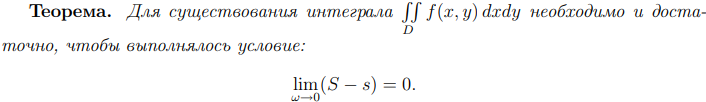 Теорема. Для существования интеграла ∬_D f(x, y) dxdy необходимо и доста-
точно, чтобы выполнялось условие:
lim_{ω→0}(S − s) = 0.